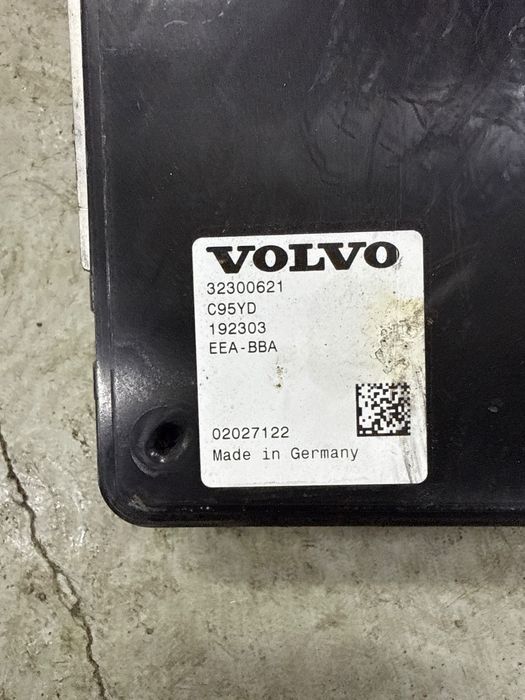 VOLVO
32300621
C95YD
192303
EEA-BBA
02027122
Made in Germany